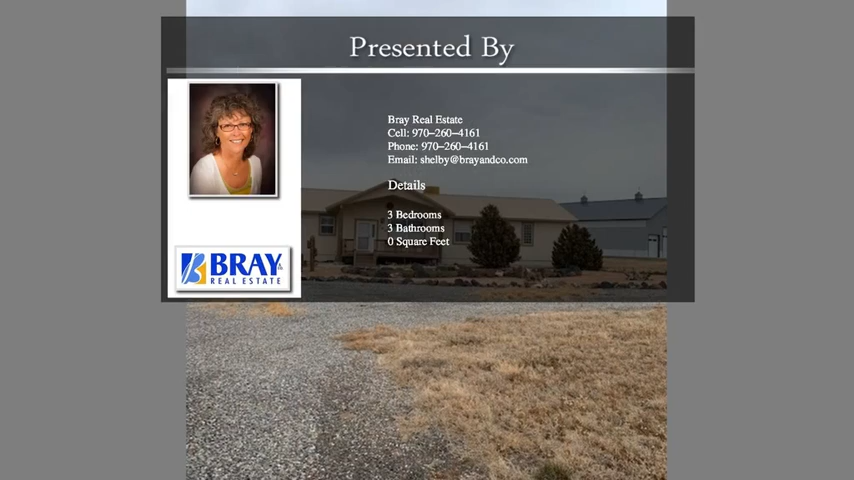 Presented By
Bray Real Estate
Cell: 970-260-4161
Phone: 970-260-4161
Email: shelby@brayandco.com
Details
3 Bedrooms
3 Bathrooms
0 Square Feet
BRAY
REAL ESTATE